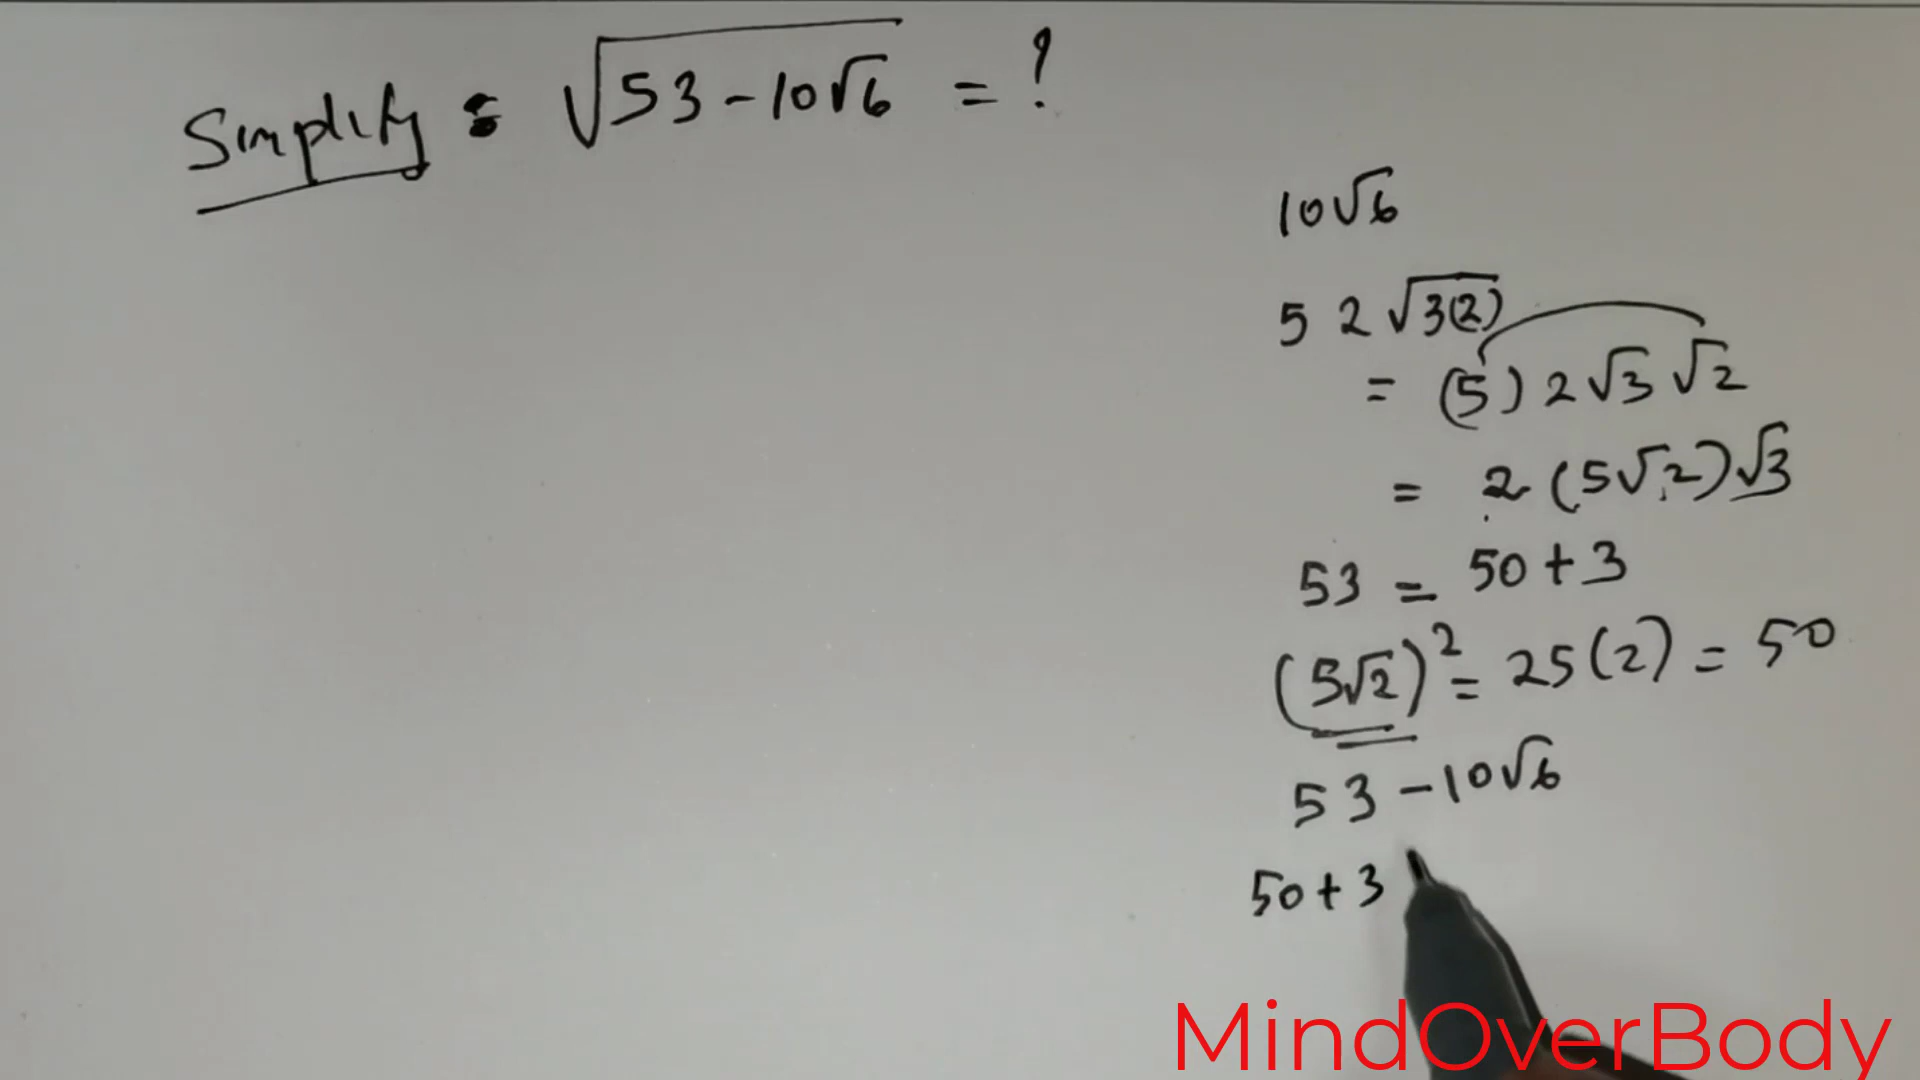 Simplify : √53-10√6 = ?
10√6
5 2 √3(2)
= (5) 2 √3 √2
= 2 (5√2) √3
53 = 50 + 3
(5√2)² = 25(2) = 50
53 - 10√6
50 + 3
MindOverBody